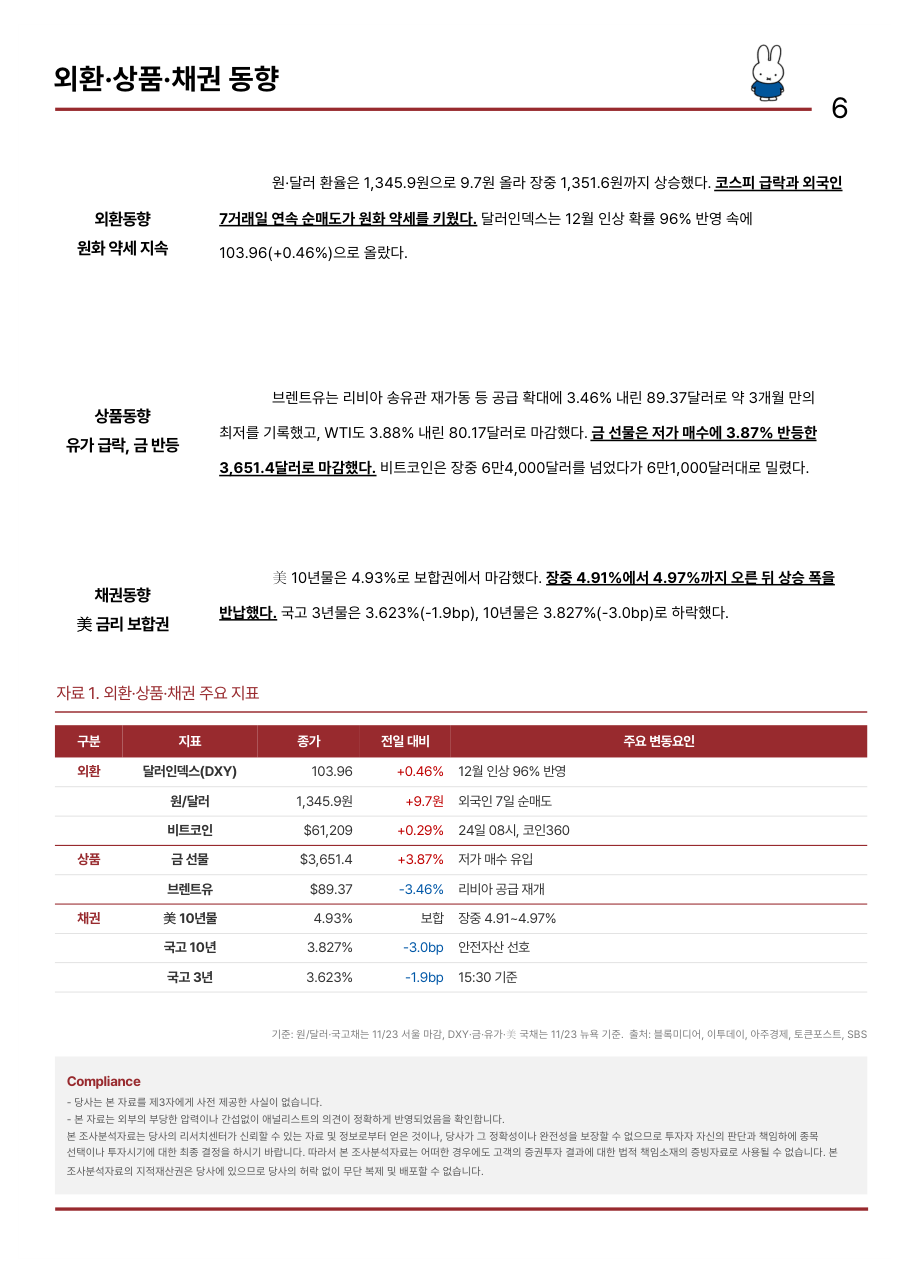 외환·상품·채권 동향
6
외환동향
원화 약세 지속
원·달러 환율은 1,345.9원으로 9.7원 올라 장중 1,351.6원까지 상승했다. 코스피 급락과 외국인
7거래일 연속 순매도가 원화 약세를 키웠다. 달러인덱스는 12월 인상 확률 96% 반영 속에
103.96(+0.46%)으로 올랐다.
상품동향
유가 급락, 금 반등
브렌트유는 리비아 송유관 재가동 등 공급 확대에 3.46% 내린 89.37달러로 약 3개월 만의
최저를 기록했고, WTI도 3.88% 내린 80.17달러로 마감했다. 금 선물은 저가 매수에 3.87% 반등한
3,651.4달러로 마감했다. 비트코인은 장중 6만4,000달러를 넘었다가 6만1,000달러대로 밀렸다.
채권동향
美 금리 보합권
美 10년물은 4.93%로 보합권에서 마감했다. 장중 4.91%에서 4.97%까지 오른 뒤 상승 폭을
반납했다. 국고 3년물은 3.623%(-1.9bp), 10년물은 3.827%(-3.0bp)로 하락했다.
자료 1. 외환·상품·채권 주요 지표
구분 지표 종가 전일 대비 주요 변동요인
외환 달러인덱스(DXY) 103.96 +0.46% 12월 인상 96% 반영
원/달러 1,345.9원 +9.7원 외국인 7일 순매도
비트코인 $61,209 +0.29% 24일 08시, 코인360
상품 금 선물 $3,651.4 +3.87% 저가 매수 유입
브렌트유 $89.37 -3.46% 리비아 공급 재개
채권 美 10년물 4.93% 보합 장중 4.91~4.97%
국고 10년 3.827% -3.0bp 안전자산 선호
국고 3년 3.623% -1.9bp 15:30 기준
기준: 원/달러·국고채는 11/23 서울 마감, DXY·금·유가·美 국채는 11/23 뉴욕 기준. 출처: 블록미디어, 이투데이, 아주경제, 토큰포스트, SBS
Compliance
- 당사는 본 자료를 제3자에게 사전 제공한 사실이 없습니다.
- 본 자료는 외부의 부당한 압력이나 간섭없이 애널리스트의 의견이 정확하게 반영되었음을 확인합니다.
본 조사분석자료는 당사의 리서치센터가 신뢰할 수 있는 자료 및 정보로부터 얻은 것이나, 당사가 그 정확성이나 완전성을 보장할 수 없으므로 투자자 자신의 판단과 책임하에 종목
선택이나 투자시기에 대한 최종 결정을 하시기 바랍니다. 따라서 본 조사분석자료는 어떠한 경우에도 고객의 증권투자 결과에 대한 법적 책임소재의 증빙자료로 사용될 수 없습니다. 본
조사분석자료의 지적재산권은 당사에 있으므로 당사의 허락 없이 무단 복제 및 배포할 수 없습니다.